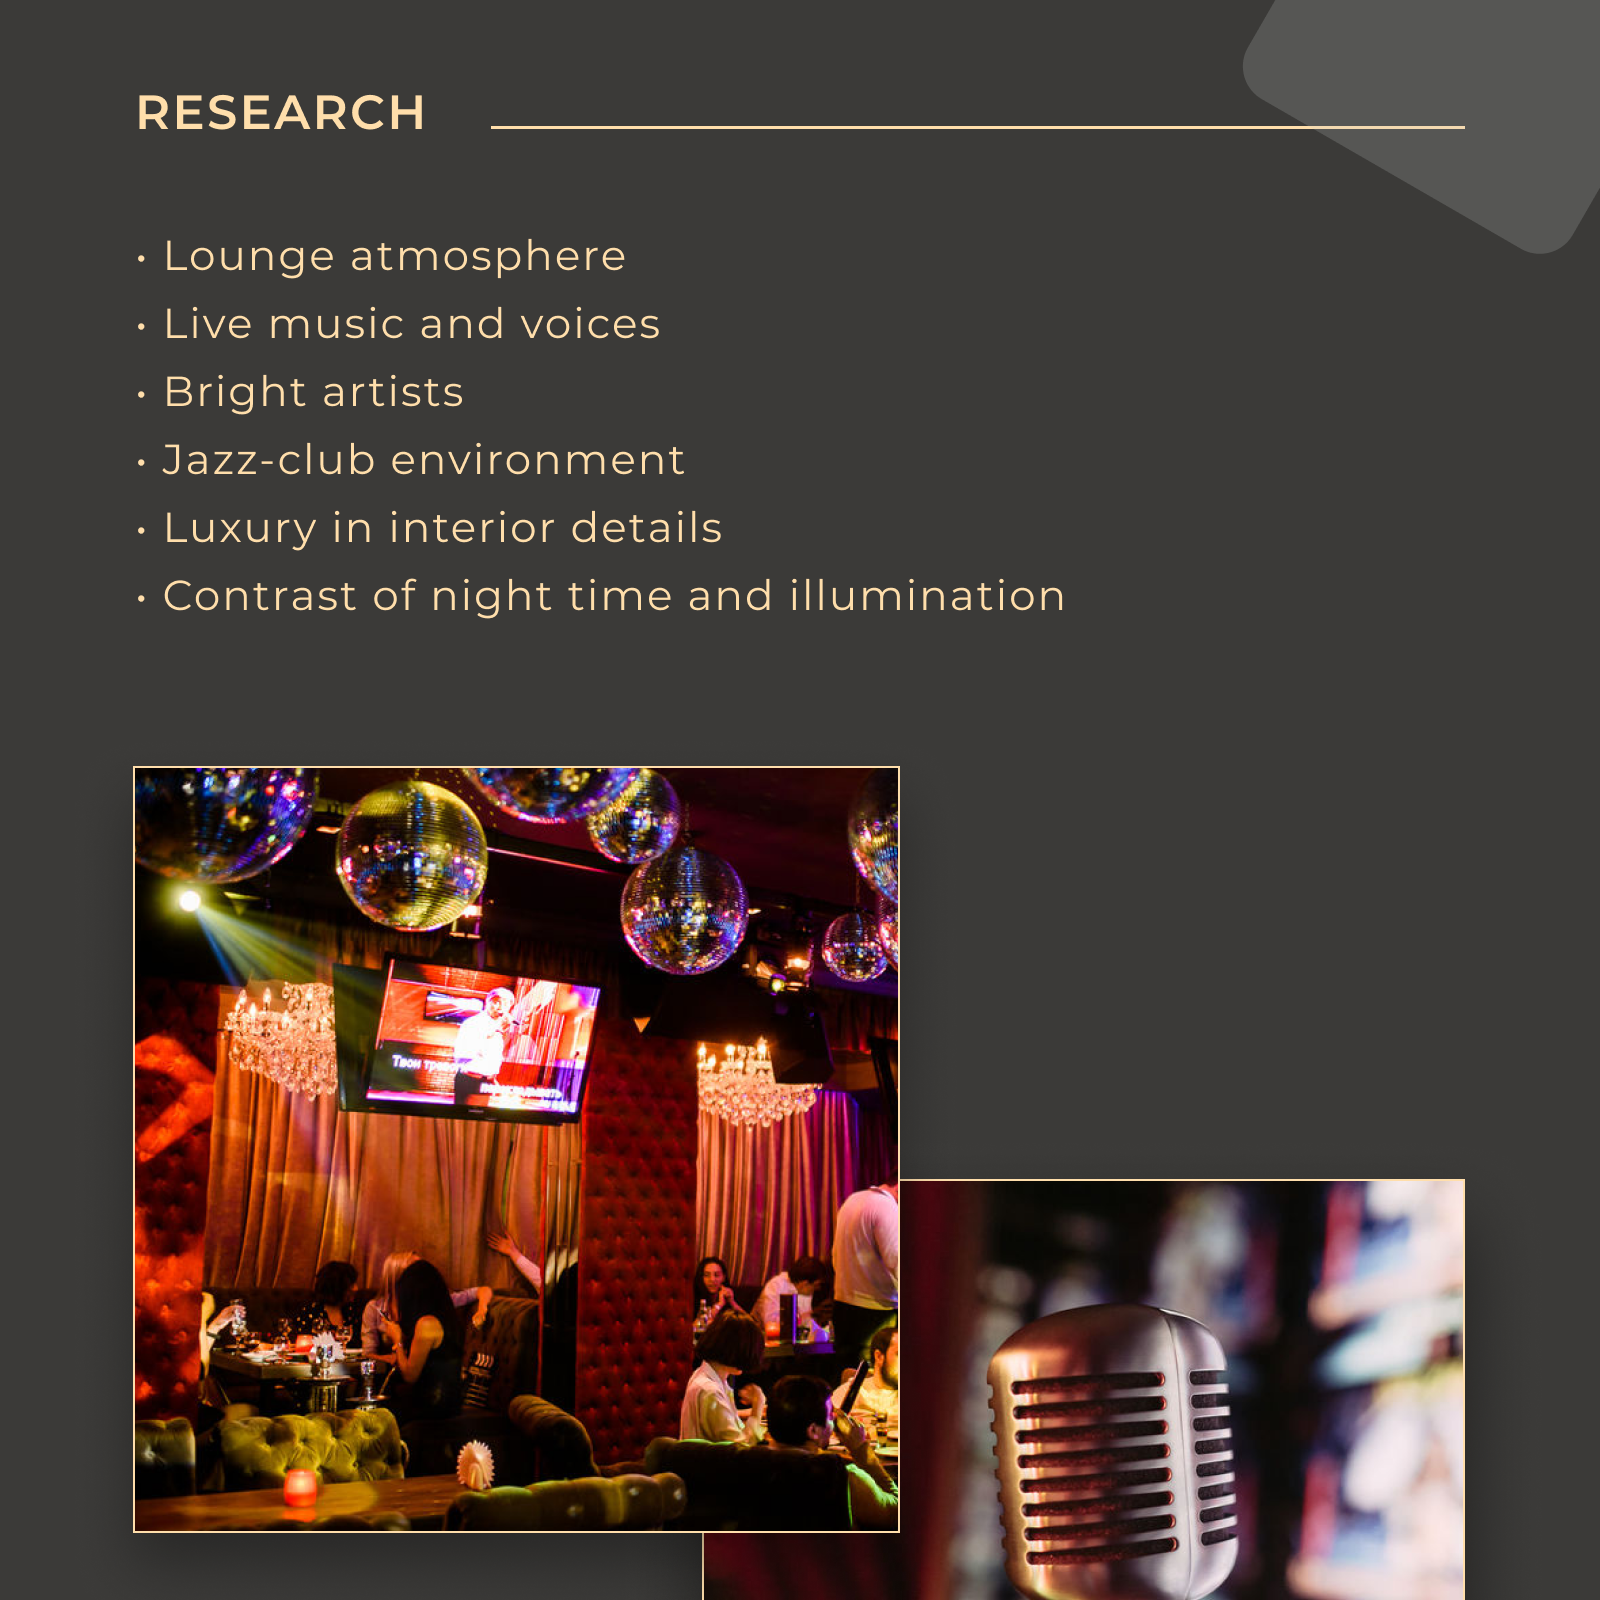 RESEARCH
• Lounge atmosphere
• Live music and voices
• Bright artists
• Jazz-club environment
• Luxury in interior details
• Contrast of night time and illumination
Твои